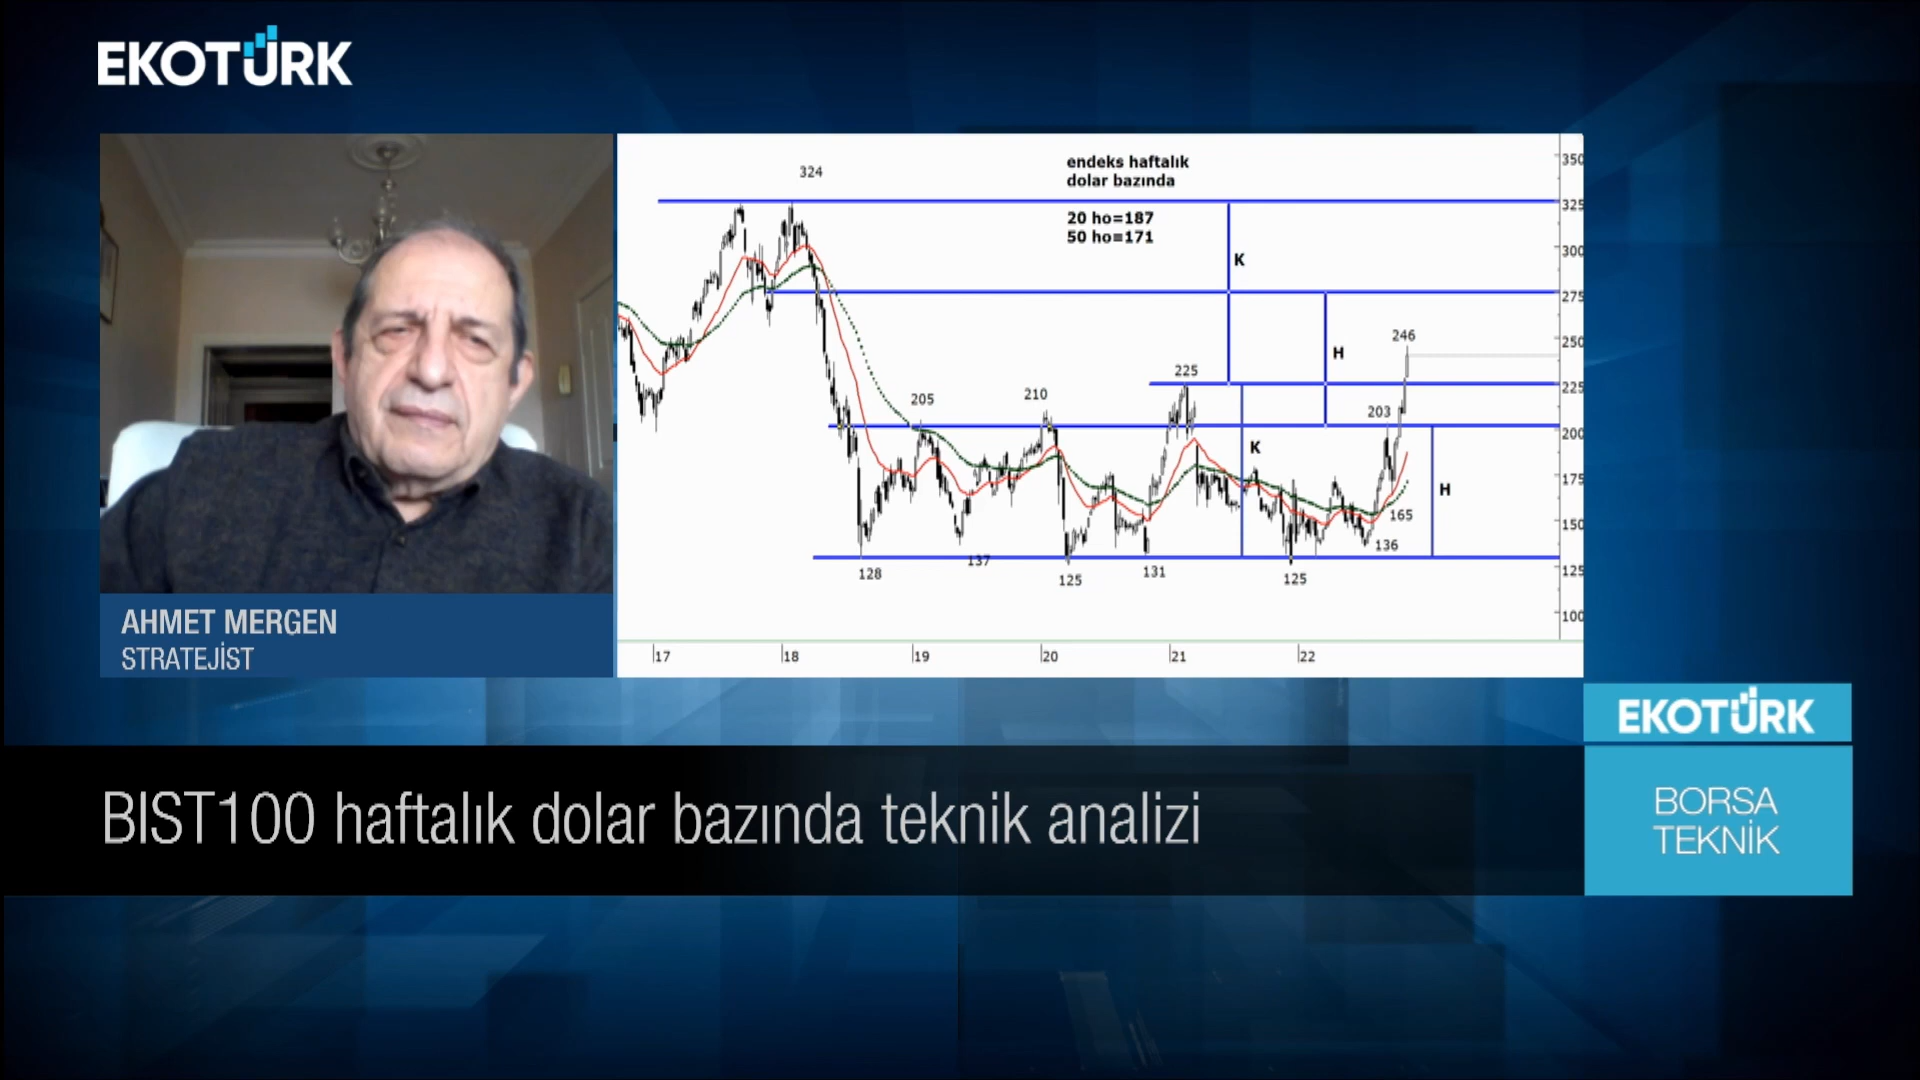 EKOTÜRK
324
endeks haftalık
dolar bazında
20 ho=187
50 ho=171
K
H
246
225
205
210
203
K
H
165
136
128
137
125
131
125
350
325
300
275
250
225
200
175
150
125
100
17
18
19
20
21
22
AHMET MERGEN
STRATEJİST
EKOTÜRK
BIST100 haftalık dolar bazında teknik analizi
BORSA
TEKNİK